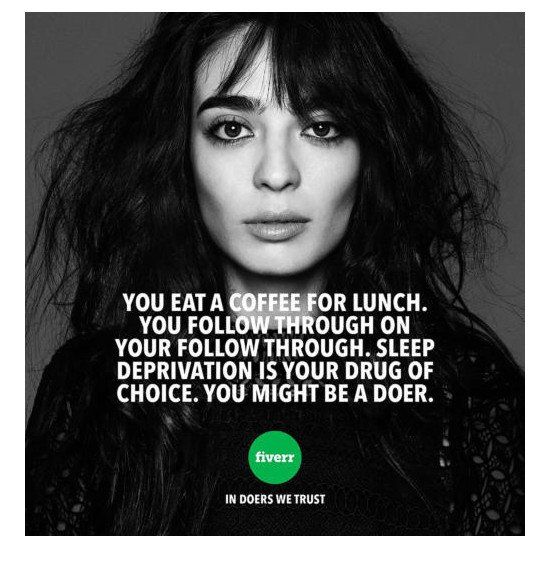 YOU EAT A COFFEE FOR LUNCH.
YOU FOLLOW THROUGH ON
YOUR FOLLOW THROUGH. SLEEP
DEPRIVATION IS YOUR DRUG OF
CHOICE. YOU MIGHT BE A DOER.
fiverr
IN DOERS WE TRUST